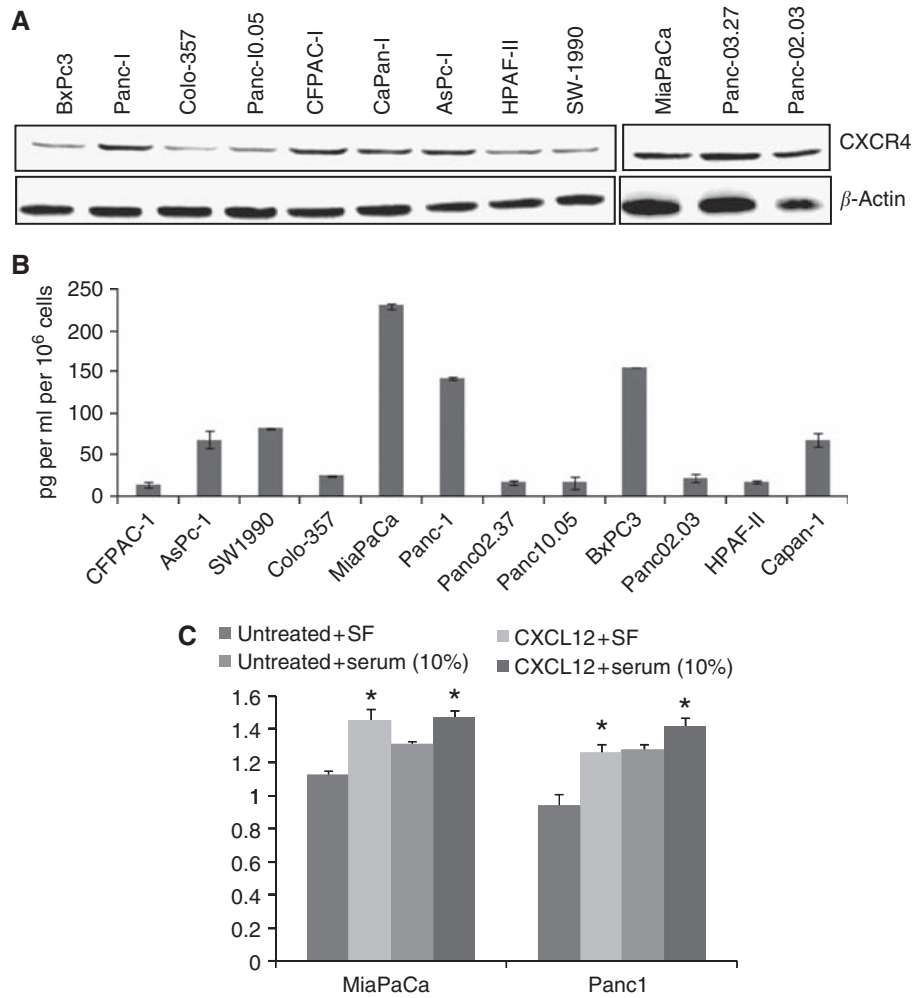 A
BxPc3
Panc-I
Colo-357
Panc-I0.05
CFPAC-I
CaPan-I
AsPc-I
HPAF-II
SW-1990
MiaPaCa
Panc-03.27
Panc-02.03
CXCR4
β-Actin
B
pg per ml per 10⁶ cells
250
200
150
100
50
0
CFPAC-1
AsPc-1
SW1990
Colo-357
MiaPaCa
Panc-1
Panc02.37
Panc10.05
BxPC3
Panc02.03
HPAF-II
Capan-1
C
Untreated+SF
CXCL12+SF
Untreated+serum (10%)
CXCL12+serum (10%)
1.6
1.4
1.2
1
0.8
0.6
0.4
0.2
0
* * * *
MiaPaCa
Panc1